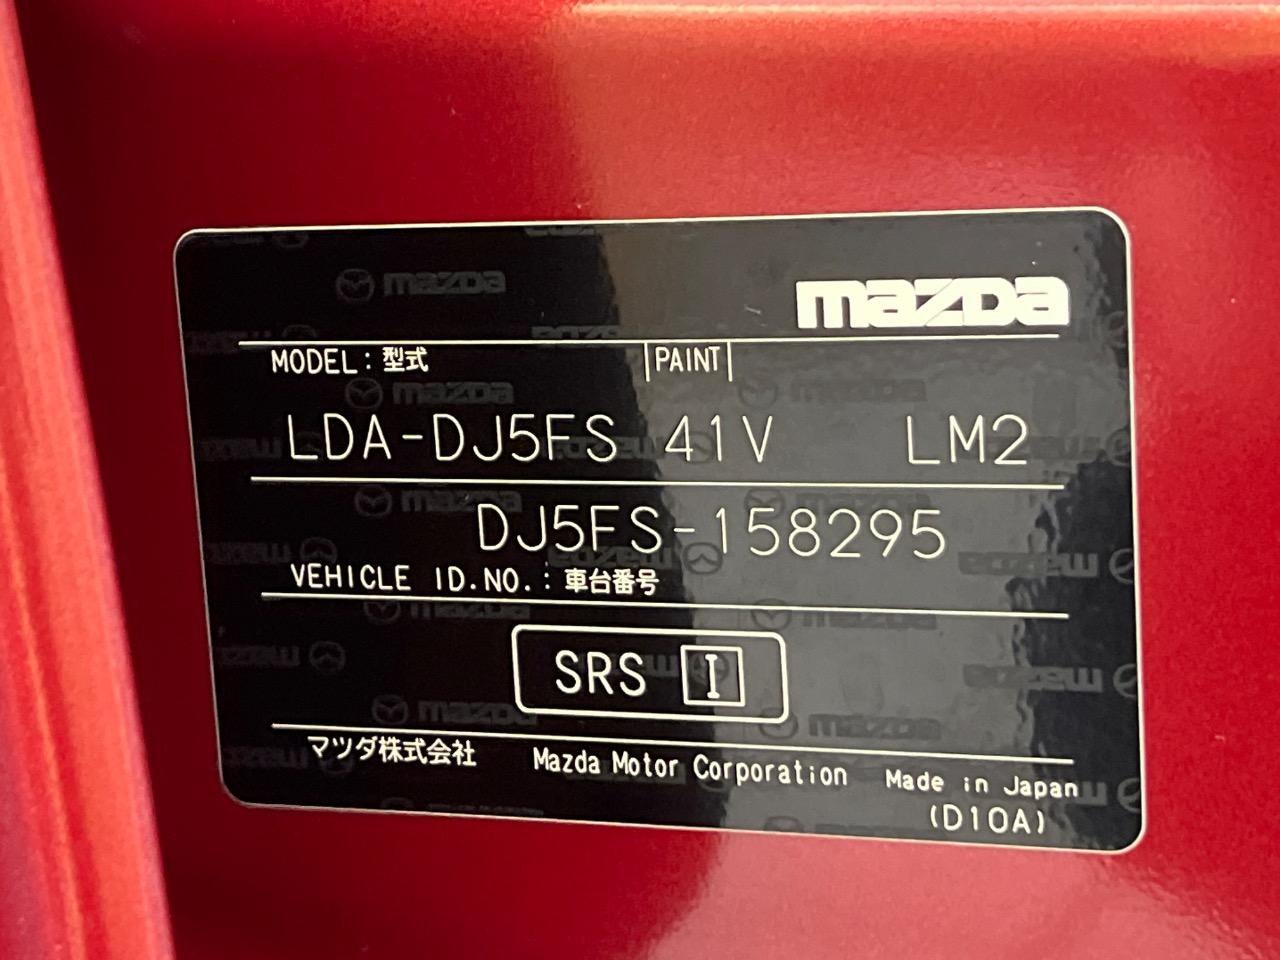 mazda
MODEL：型式 |PAINT|
LDA-DJ5FS 41V LM2
DJ5FS-158295
VEHICLE ID.NO.：車台番号
SRS I
マツダ株式会社 Mazda Motor Corporation Made in Japan
(D10A)